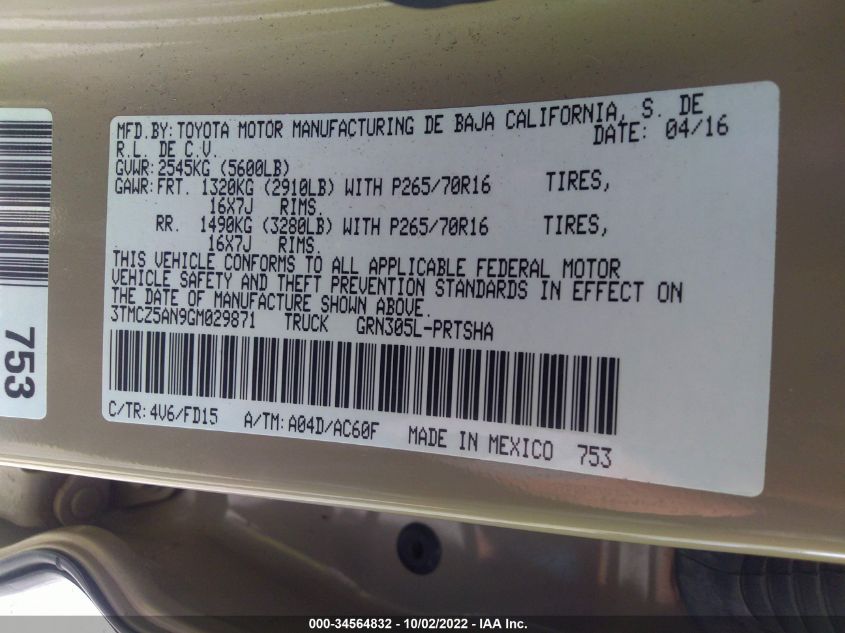 MFD.BY: TOYOTA MOTOR MANUFACTURING DE BAJA CALIFORNIA, S. DE
R.L. DE C.V. DATE: 04/16
GVWR: 2545KG (5600LB)
GAWR: FRT. 1320KG (2910LB) WITH P265/70R16 TIRES,
16X7J RIMS.
RR. 1490KG (3280LB) WITH P265/70R16 TIRES,
16X7J RIMS.
THIS VEHICLE CONFORMS TO ALL APPLICABLE FEDERAL MOTOR
VEHICLE SAFETY AND THEFT PREVENTION STANDARDS IN EFFECT ON
THE DATE OF MANUFACTURE SHOWN ABOVE.
3TMCZ5AN9GM029871 TRUCK GRN305L-PRTSHA
C/TR: 4V6/FD15 A/TM: A04D/AC60F MADE IN MEXICO 753
753
000-34564832 - 10/02/2022 - IAA Inc.